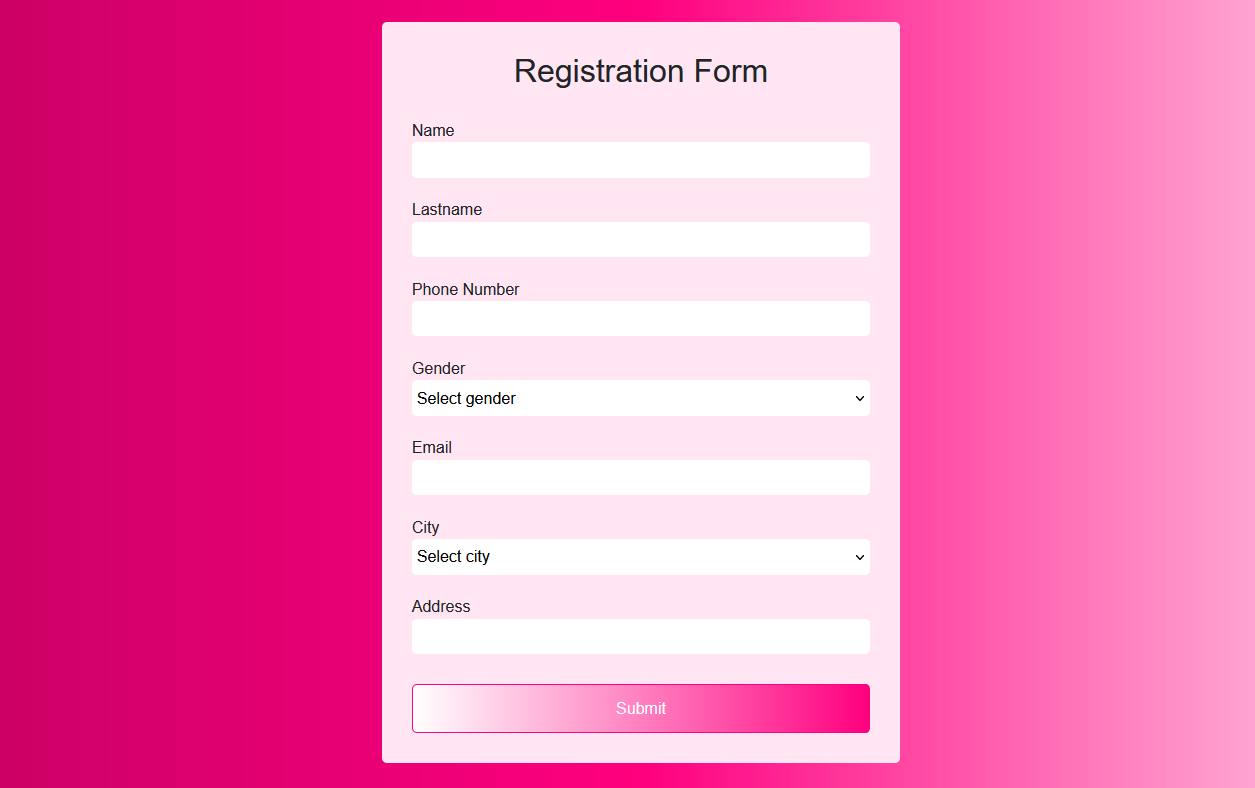 Registration Form
Name
Lastname
Phone Number
Gender
Select gender
Email
City
Select city
Address
Submit